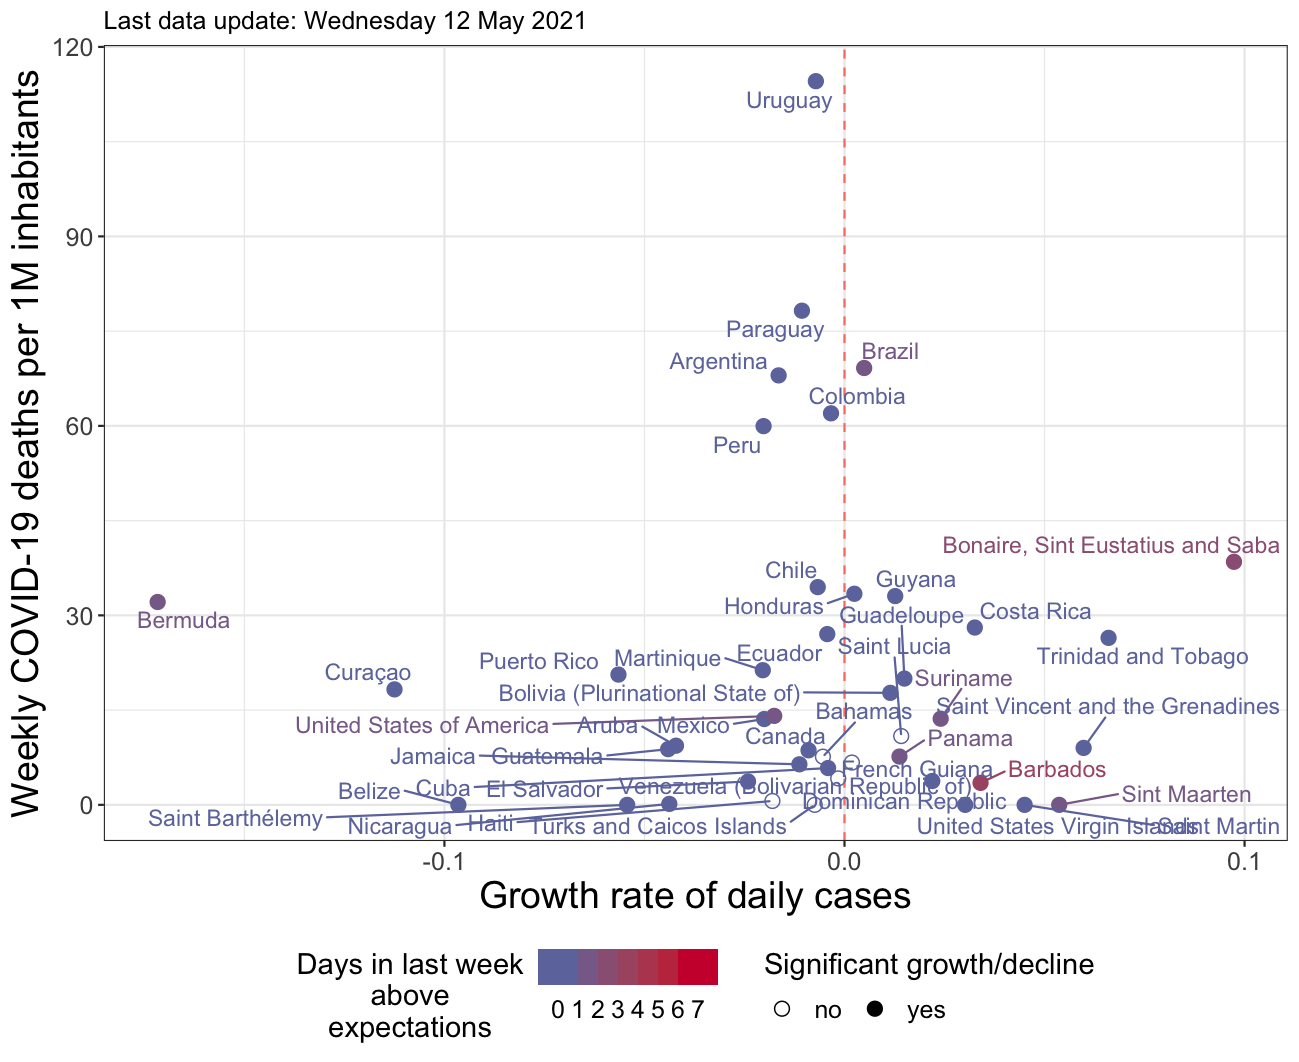 Last data update: Wednesday 12 May 2021
Weekly COVID-19 deaths per 1M inhabitants
120
90
60
30
0
Uruguay
Paraguay
Brazil
Argentina
Colombia
Peru
Bonaire, Sint Eustatius and Saba
Chile
Guyana
Honduras
Guadeloupe
Costa Rica
Bermuda
Ecuador
Saint Lucia
Trinidad and Tobago
Puerto Rico
Martinique
Curaçao
Suriname
Bolivia (Plurinational State of)
Saint Vincent and the Grenadines
Bahamas
United States of America
Aruba
Mexico
Canada
Panama
Jamaica
Guatemala
French Guiana
Barbados
Belize
Cuba
El Salvador
Venezuela (Bolivarian Republic of)
Sint Maarten
Dominican Republic
Saint Barthélemy
Nicaragua
Haiti
Turks and Caicos Islands
United States Virgin Islands
Saint Martin
-0.1
0.0
0.1
Growth rate of daily cases
Days in last week
above
expectations
0 1 2 3 4 5 6 7
Significant growth/decline
no
yes